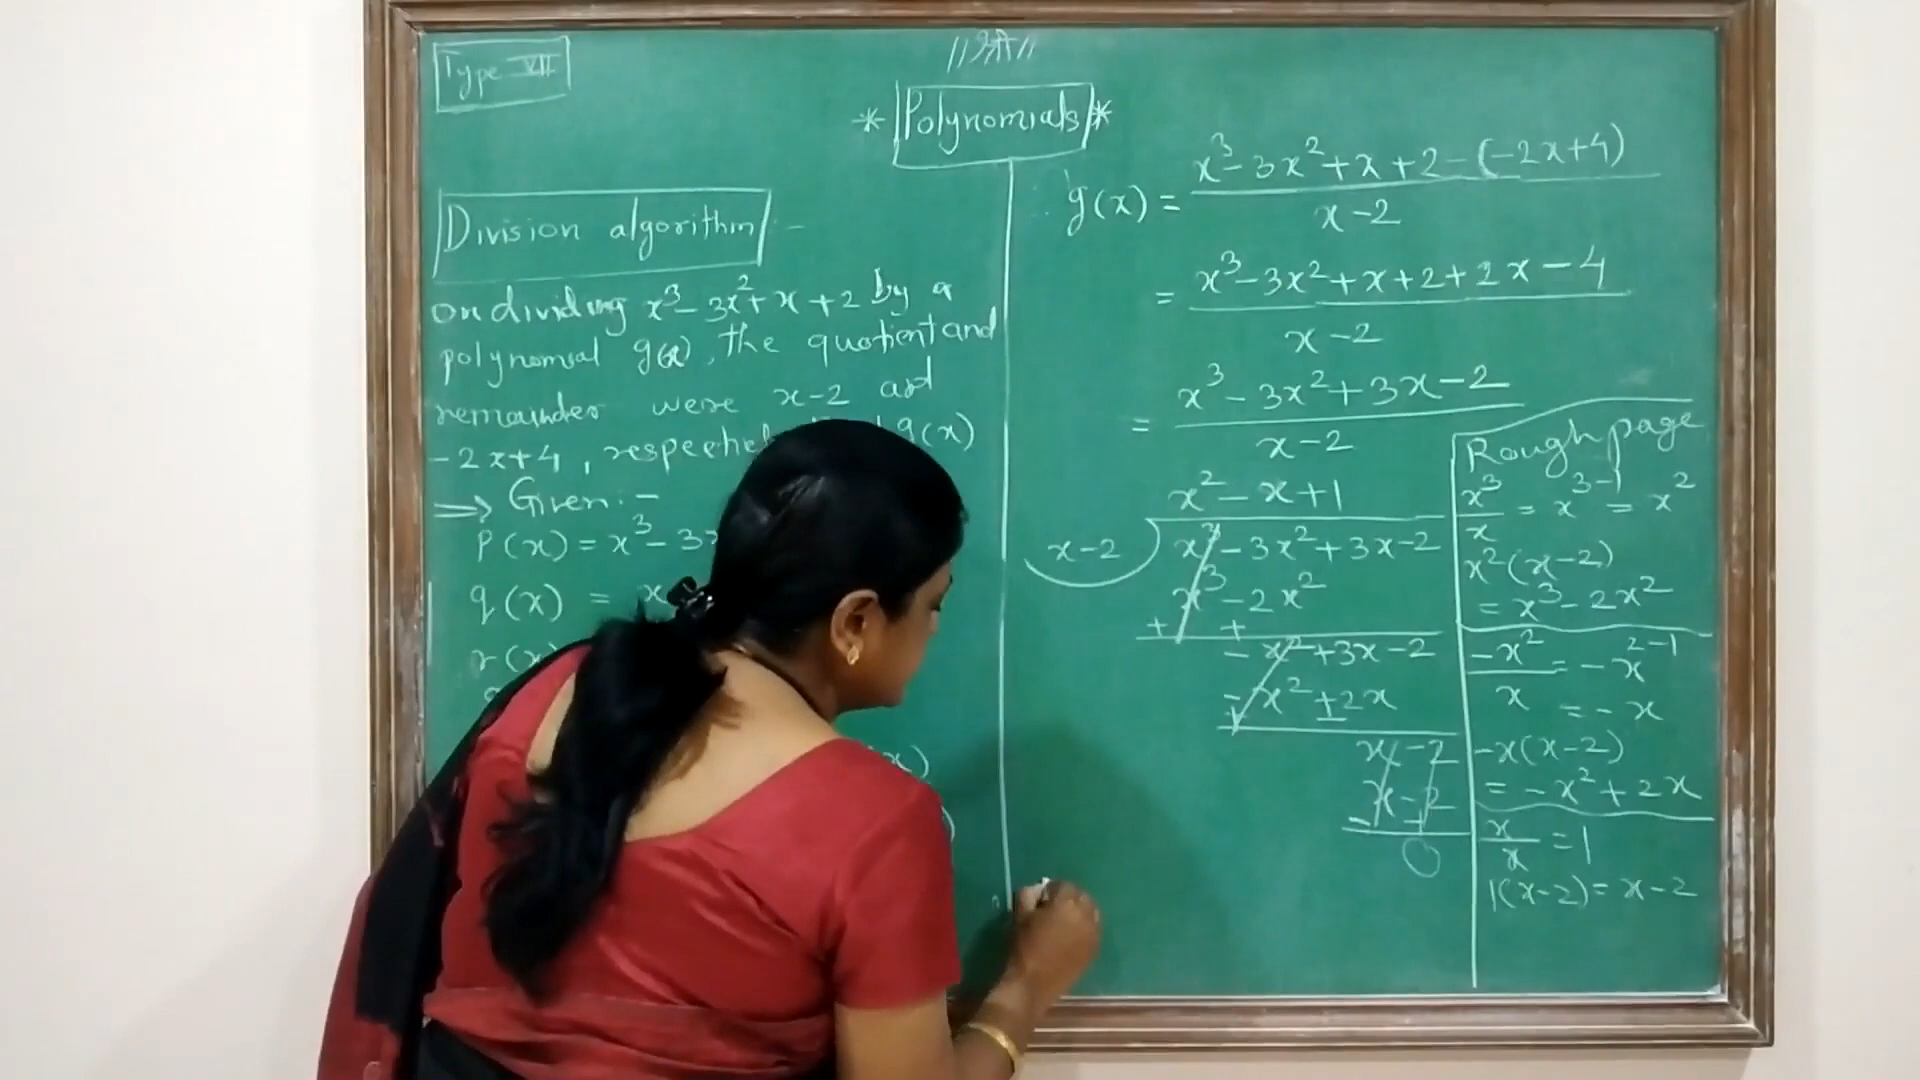 Type VII
//श्री//
* Polynomials *
Division algorithm :-
on dividing x³ - 3x² + x + 2 by a
polynomial g(x), the quotient and
remainder were x-2 and
-2x+4, g(x)
⇒ Given:-
P(x) = x³ - 3x
q(x) = x
r(x)
g(x) = x³-3x²+x+2-(-2x+4)
x-2
= x³-3x²+x+2+2x-4
x-2
= x³-3x²+3x-2
x-2
x²-x+1
x-2 ) x³-3x²+3x-2
x³-2x²
+ +
-x²+3x-2
-x²+2x
+ -
x-2
x-2
- +
0
Rough page
x³/x = x³⁻¹ = x²
x²(x-2)
= x³-2x²
-x²/x = -x²⁻¹
= -x
-x(x-2)
= -x²+2x
x/x = 1
1(x-2) = x-2